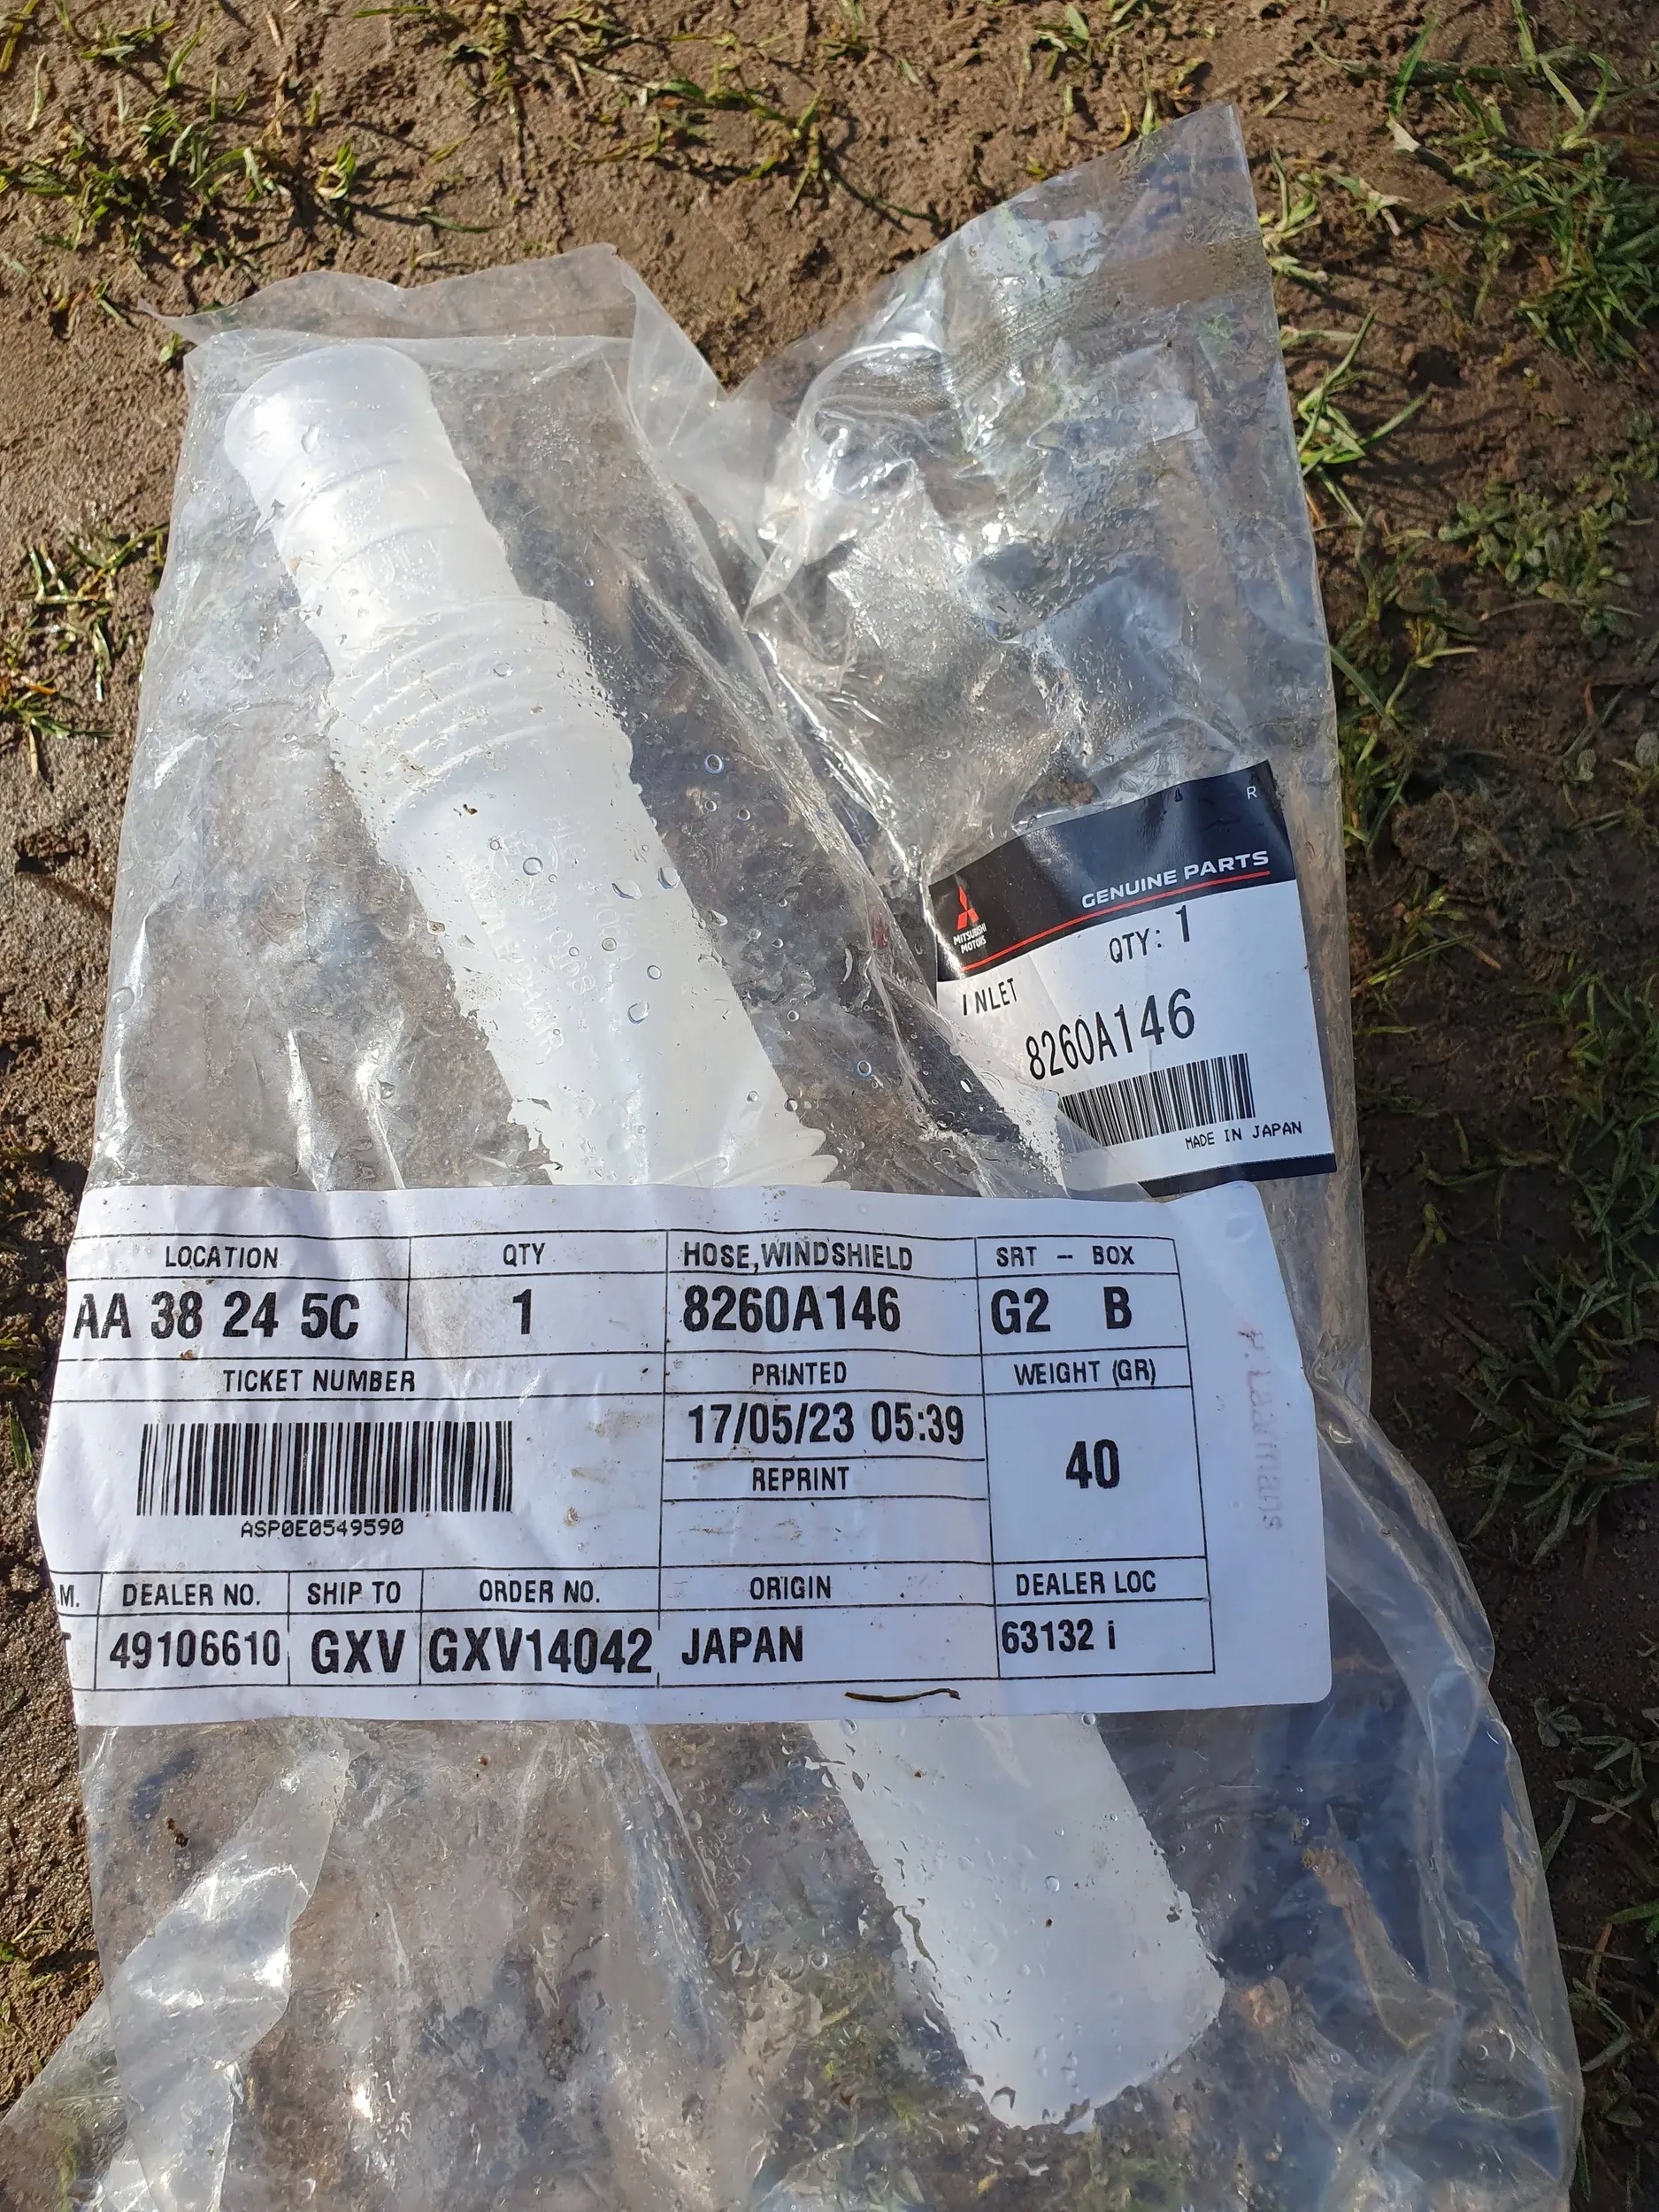 R
GENUINE PARTS
MITSUBISHI
MOTORS
QTY: 1
INLET
8260A146
MADE IN JAPAN
LOCATION QTY HOSE,WINDSHIELD SRT - BOX
AA 38 24 5C 1 8260A146 G2 B
TICKET NUMBER PRINTED WEIGHT (GR)
17/05/23 05:39
REPRINT 40
ASP0E0549590
.M. DEALER NO. SHIP TO ORDER NO. ORIGIN DEALER LOC
T 49106610 GXV GXV14042 JAPAN 63132 i